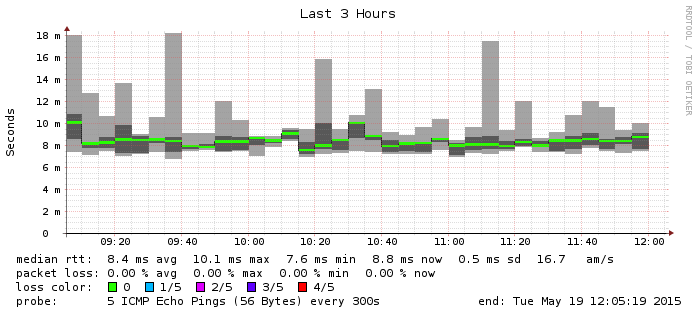 Last 3 Hours
RRDTOOL / TOBI OETIKER
Seconds
18 m
16 m
14 m
12 m
10 m
8 m
6 m
4 m
2 m
0
09:20 09:40 10:00 10:20 10:40 11:00 11:20 11:40 12:00
median rtt: 8.4 ms avg 10.1 ms max 7.6 ms min 8.8 ms now 0.5 ms sd 16.7 am/s
packet loss: 0.00 % avg 0.00 % max 0.00 % min 0.00 % now
loss color: 0 1/5 2/5 3/5 4/5
probe: 5 ICMP Echo Pings (56 Bytes) every 300s end: Tue May 19 12:05:19 2015